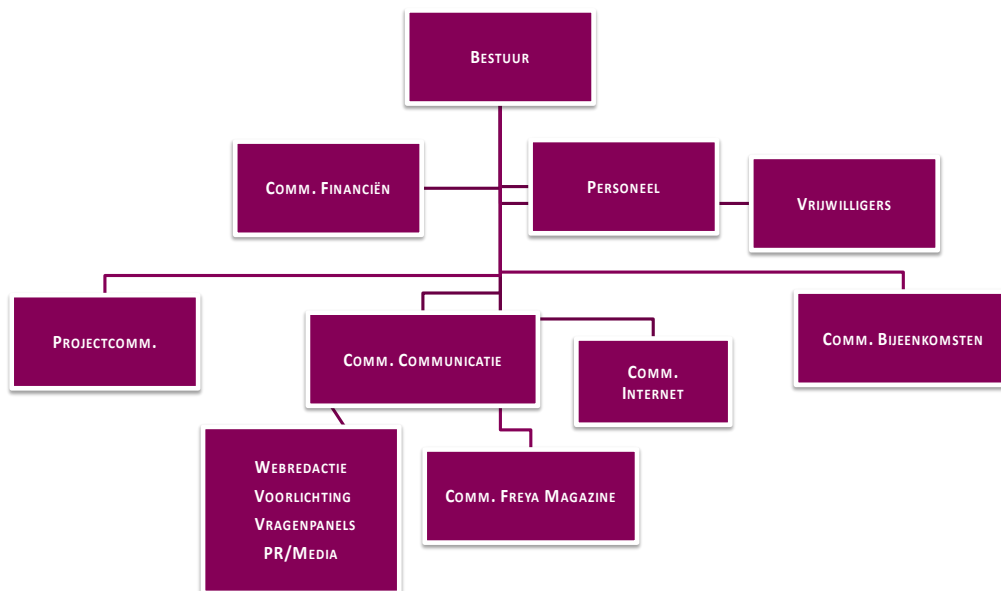 Bestuur
Comm. Financiën
Personeel
Vrijwilligers
Projectcomm.
Comm. Communicatie
Comm.
Internet
Comm. Bijeenkomsten
Webredactie
Voorlichting
Vragenpanels
PR/Media
Comm. Freya Magazine